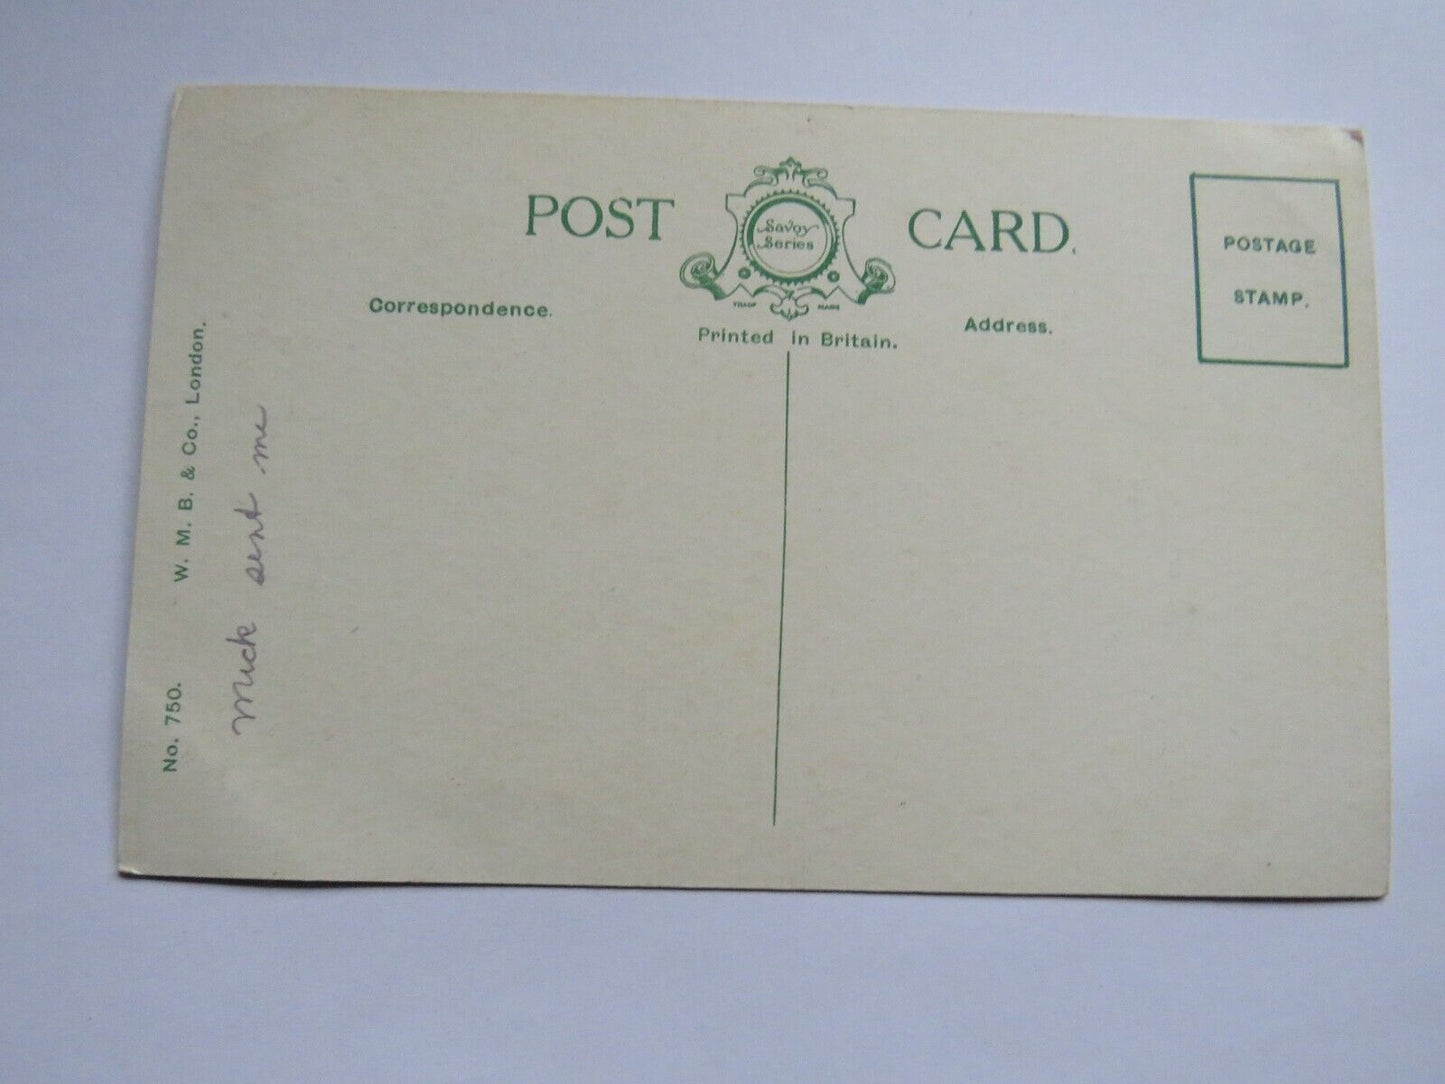 POST CARD.
Savoy
Series
TRADE MARK
Printed in Britain.
Correspondence.
Address.
POSTAGE
STAMP.
No. 750. W. M. B. & Co., London.
Mick sent me